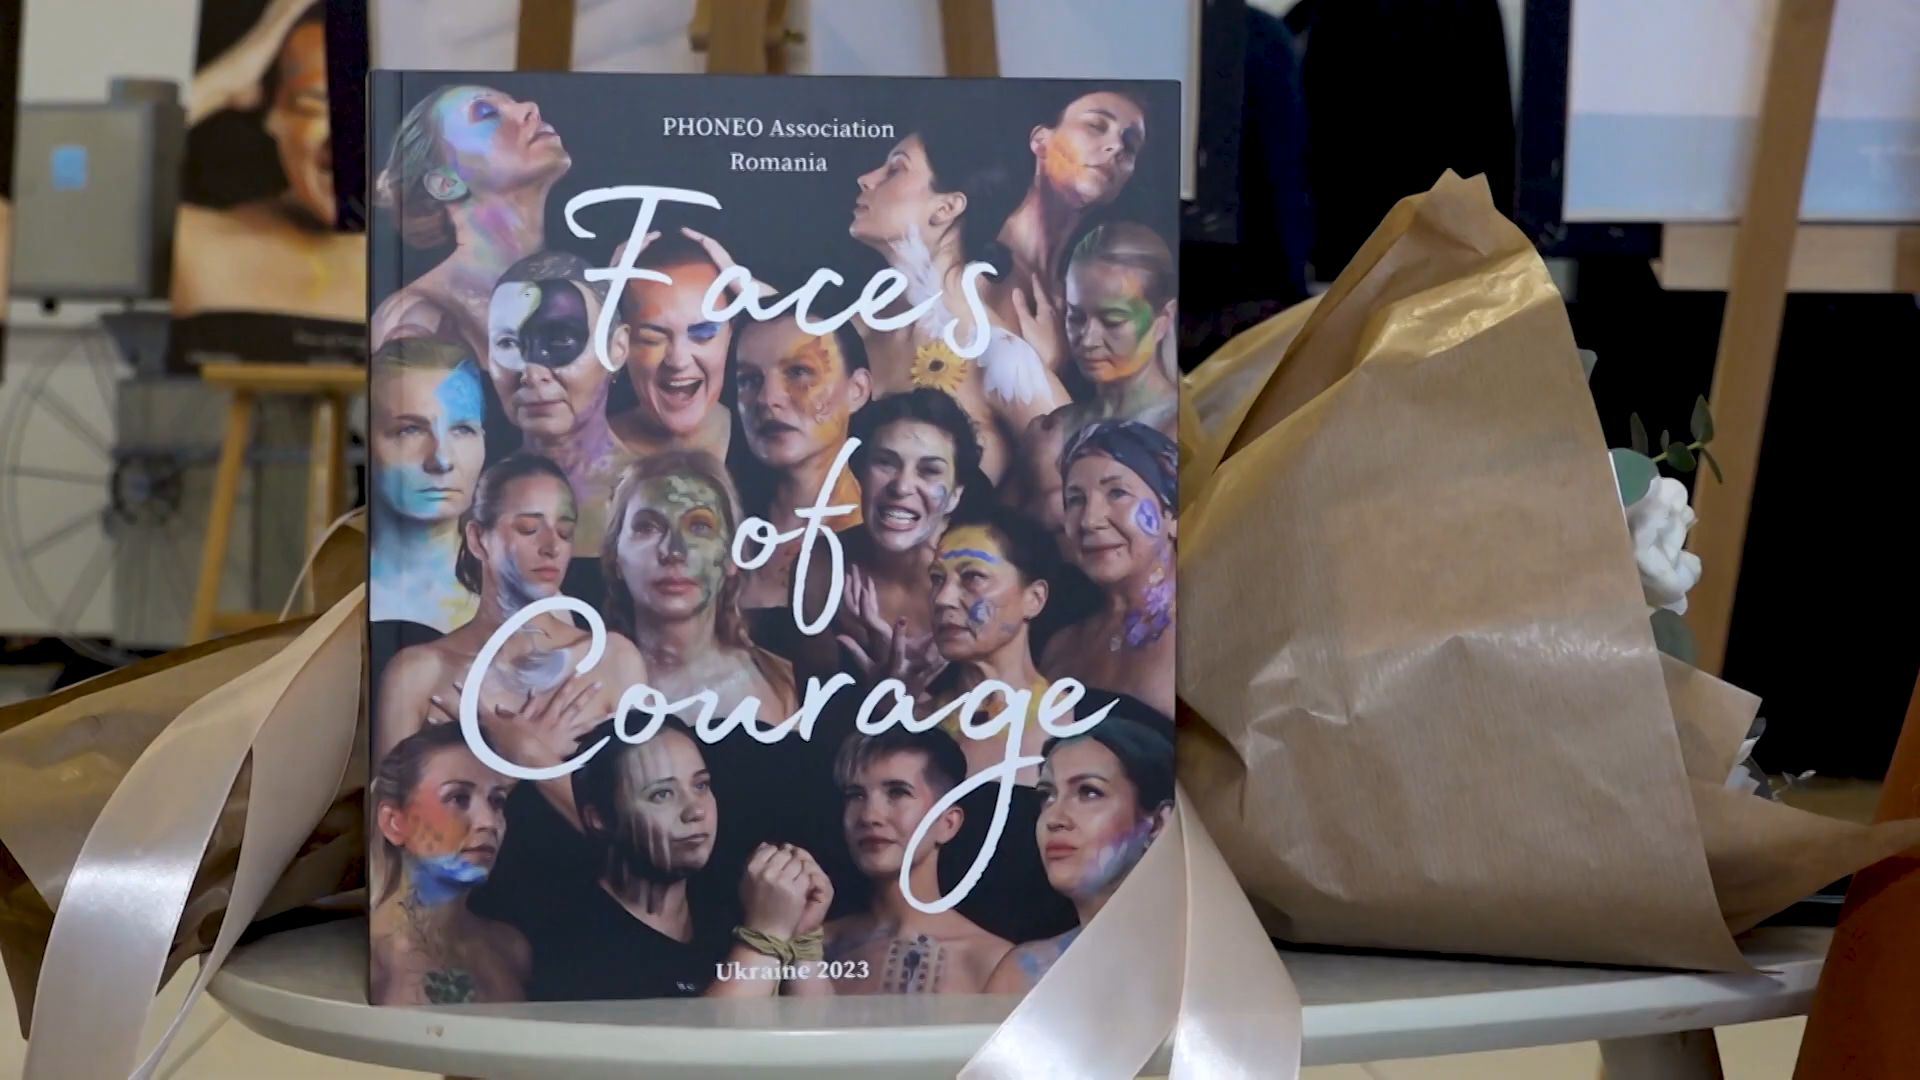 PHONEO Association
Romania
Faces
of
Courage
Ukraine 2023